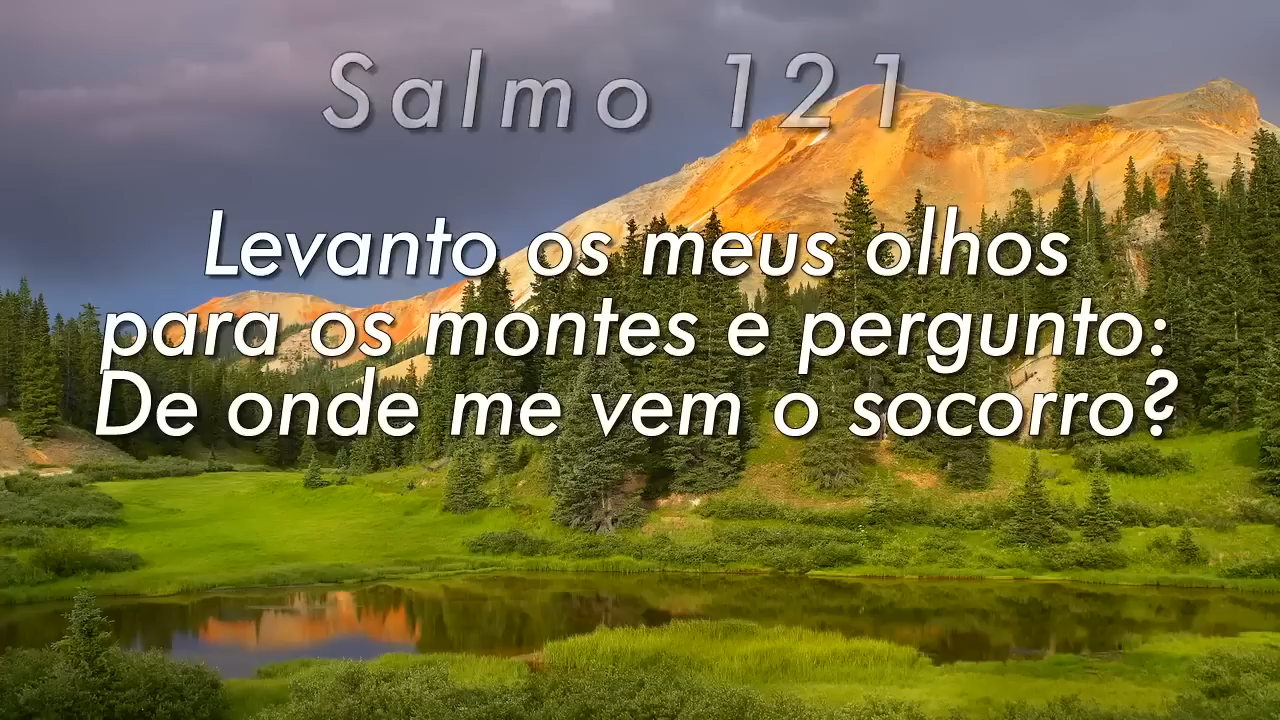 Salmo 121
Levanto os meus olhos
para os montes e pergunto:
De onde me vem o socorro?